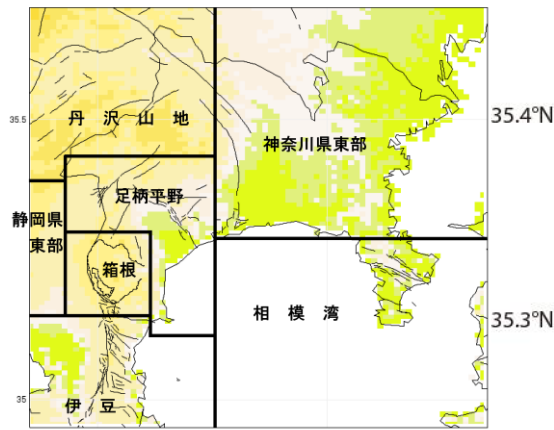 35.5
35.4°N
丹沢山地
神奈川県東部
足柄平野
静岡県
東部
箱根
相模湾
35.3°N
35
伊豆